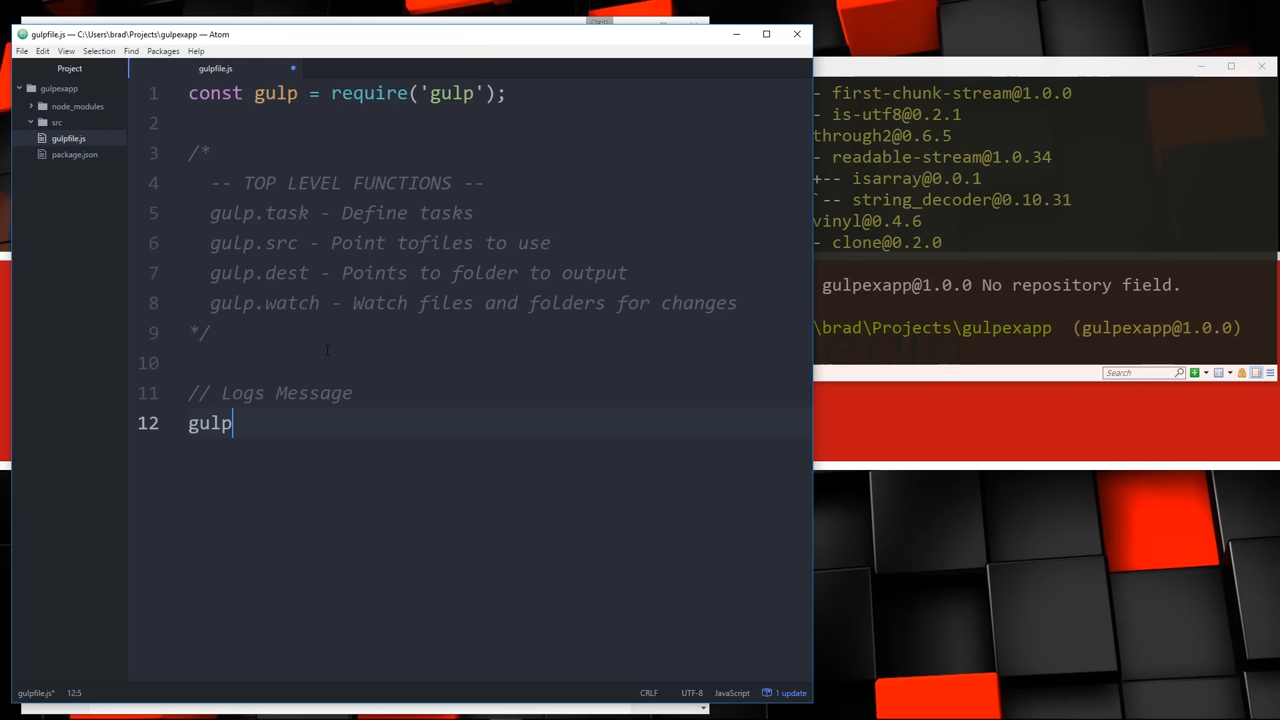 gulpfile.js — C:\Users\brad\Projects\gulpexapp — Atom
File Edit View Selection Find Packages Help
Project
gulpfile.js
gulpexapp
node_modules
src
gulpfile.js
package.json
1 const gulp = require('gulp');
2
3 /*
4 -- TOP LEVEL FUNCTIONS --
5 gulp.task - Define tasks
6 gulp.src - Point tofiles to use
7 gulp.dest - Points to folder to output
8 gulp.watch - Watch files and folders for changes
9 */
10
11 // Logs Message
12 gulp
gulpfile.js* 12:5
CRLF UTF-8 JavaScript 1 update
- first-chunk-stream@1.0.0
- is-utf8@0.2.1
through2@0.6.5
- readable-stream@1.0.34
+-- isarray@0.0.1
`-- string_decoder@0.10.31
vinyl@0.4.6
- clone@0.2.0
gulpexapp@1.0.0 No repository field.
\brad\Projects\gulpexapp (gulpexapp@1.0.0)
Search